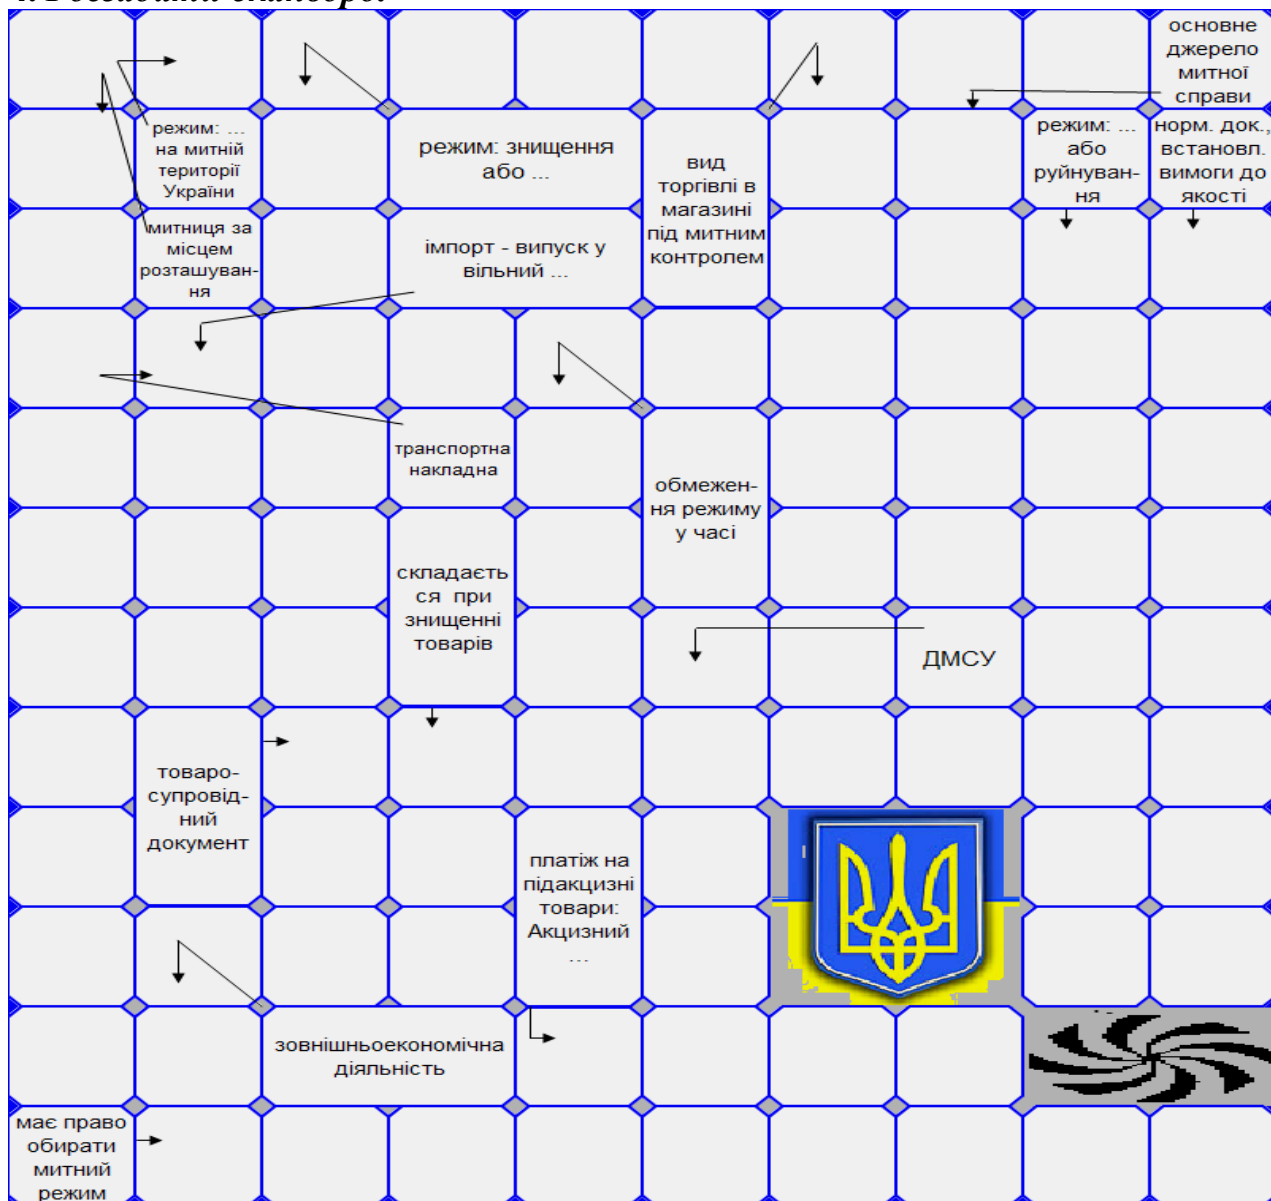 основне
джерело
митної
справи
режим: ...
на митній
території
України
режим: знищення
або ...
вид
торгівлі в
магазині
під митним
контролем
режим: ...
або
руйнуван-
ня
норм. док.,
встановл.
вимоги до
якості
митниця за
місцем
розташуван-
ня
імпорт - випуск у
вільний ...
транспортна
накладна
обмежен-
ня режиму
у часі
складаєть
ся при
знищенні
товарів
ДМСУ
товаро-
супровід-
ний
документ
платіж на
підакцизні
товари:
Акцизний
...
зовнішньоекономічна
діяльність
має право
обирати
митний
режим